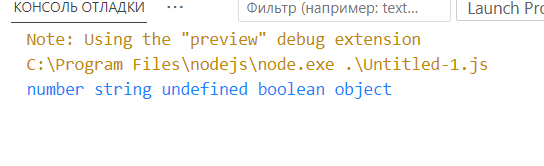 КОНСОЛЬ ОТЛАДКИ ... Фильтр (например: text... Launch Pro
Note: Using the "preview" debug extension
C:\Program Files\nodejs\node.exe .\Untitled-1.js
number string undefined boolean object